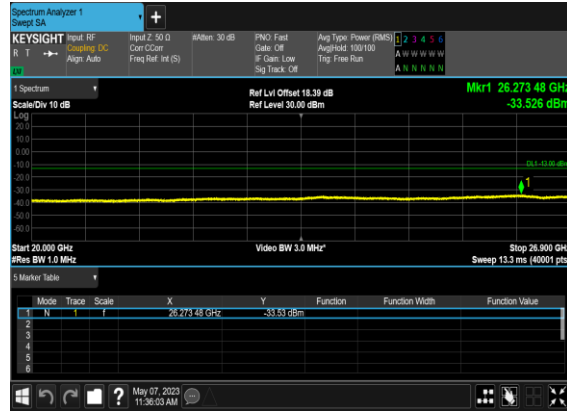 Spectrum Analyzer 1
Swept SA
+
KEYSIGHT Input: RF Input Z: 50 Ω #Atten: 30 dB PNO: Fast Avg Type: Power (RMS) 1 2 3 4 5 6
R T Coupling: DC Corr CCorr Gate: Off Avg|Hold: 100/100 A W W W W W
Align: Auto Freq Ref: Int (S) IF Gain: Low Trig: Free Run
Sig Track: Off A N N N N N
1 Spectrum Ref Lvl Offset 18.39 dB Mkr1 26.273 48 GHz
Scale/Div 10 dB Ref Level 30.00 dBm -33.526 dBm
Log
20.0
10.0
0.00
-10.0 DL1 -13.00 dBm
-20.0 1
-30.0
-40.0
-50.0
-60.0
Start 20.000 GHz Video BW 3.0 MHz* Stop 26.900 GHz
#Res BW 1.0 MHz Sweep 13.3 ms (40001 pts)
5 Marker Table
Mode Trace Scale X Y Function Function Width Function Value
1 N 1 f 26.273 48 GHz -33.53 dBm
2
3
4
5
6
? May 07, 2023
11:36:03 AM